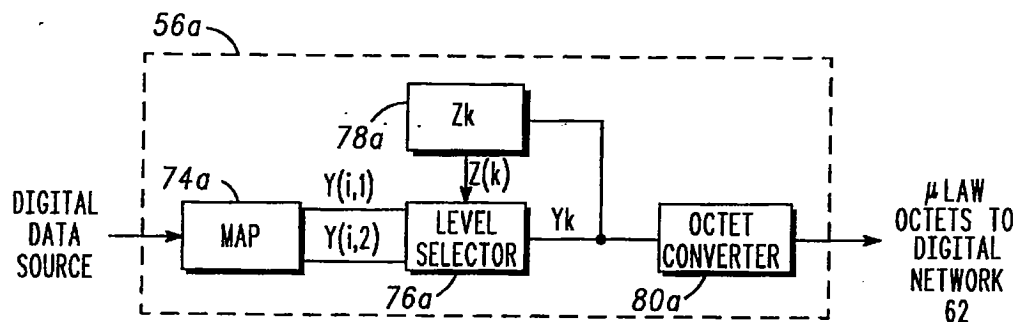 56a
Zk
78a
Z(k)
74a
Y(i,1)
Y(i,2)
DIGITAL
DATA
SOURCE
MAP
LEVEL
SELECTOR
76a
Yk
OCTET
CONVERTER
80a
μLAW
OCTETS TO
DIGITAL
NETWORK
62